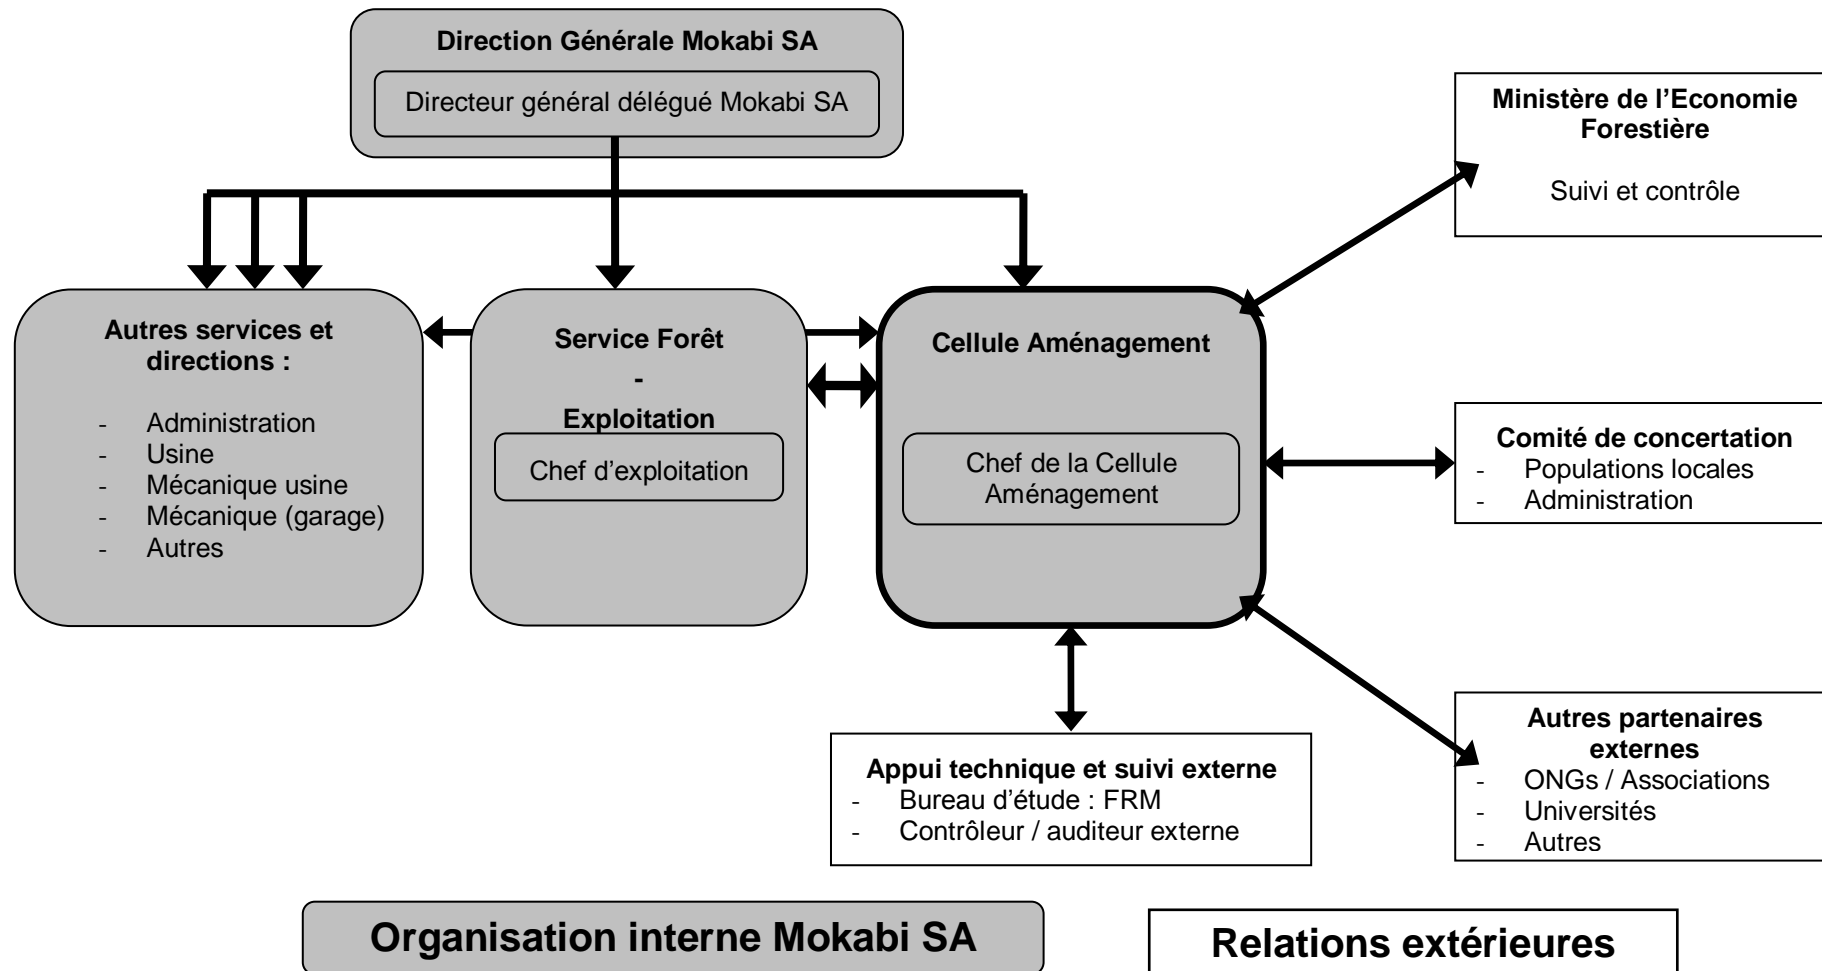 Direction Générale Mokabi SA
Directeur général délégué Mokabi SA
Ministère de l’Economie
Forestière
Suivi et contrôle
Autres services et
directions :
- Administration
- Usine
- Mécanique usine
- Mécanique (garage)
- Autres
Service Forêt
-
Exploitation
Chef d’exploitation
Cellule Aménagement
Chef de la Cellule
Aménagement
Comité de concertation
- Populations locales
- Administration
Autres partenaires
externes
- ONGs / Associations
- Universités
- Autres
Appui technique et suivi externe
- Bureau d’étude : FRM
- Contrôleur / auditeur externe
Organisation interne Mokabi SA
Relations extérieures